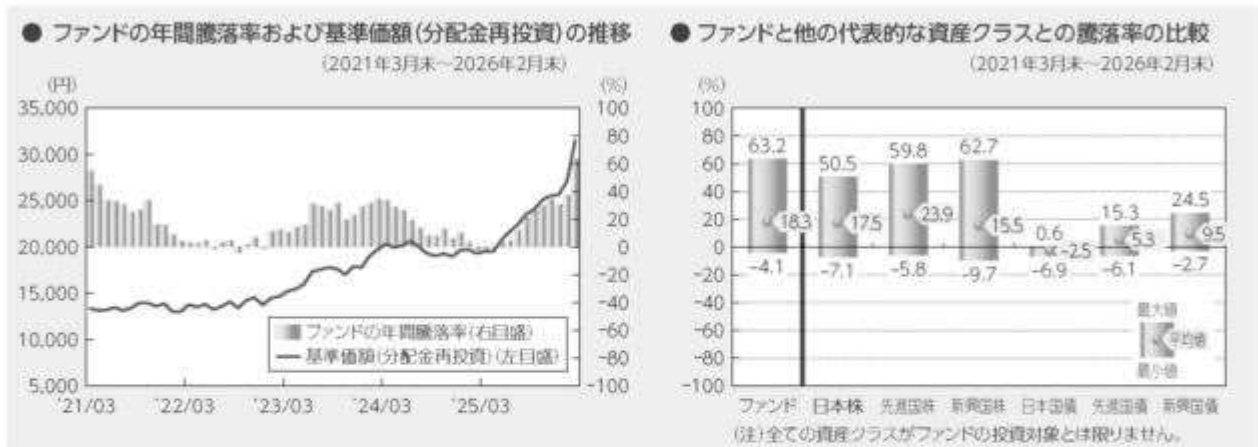 ● ファンドの年間騰落率および基準価額(分配金再投資)の推移
(2021年3月末～2026年2月末)
(円)
(%)
35,000
30,000
25,000
20,000
15,000
10,000
5,000
100
80
60
40
20
0
-20
-40
-60
-80
-100
ファンドの年間騰落率(右目盛)
基準価額(分配金再投資)(左目盛)
'21/03 '22/03 '23/03 '24/03 '25/03
● ファンドと他の代表的な資産クラスとの騰落率の比較
(2021年3月末～2026年2月末)
(%)
100
80
60
40
20
0
-20
-40
-60
-80
-100
63.2 50.5 59.8 62.7 0.6 15.3 24.5
18.3 17.5 23.9 15.5 -2.5 5.3 9.5
-4.1 -7.1 -5.8 -9.7 -6.9 -6.1 -2.7
最大値
平均値
最小値
ファンド 日本株 先進国株 新興国株 日本国債 先進国債 新興国債
(注)全ての資産クラスがファンドの投資対象とは限りません。